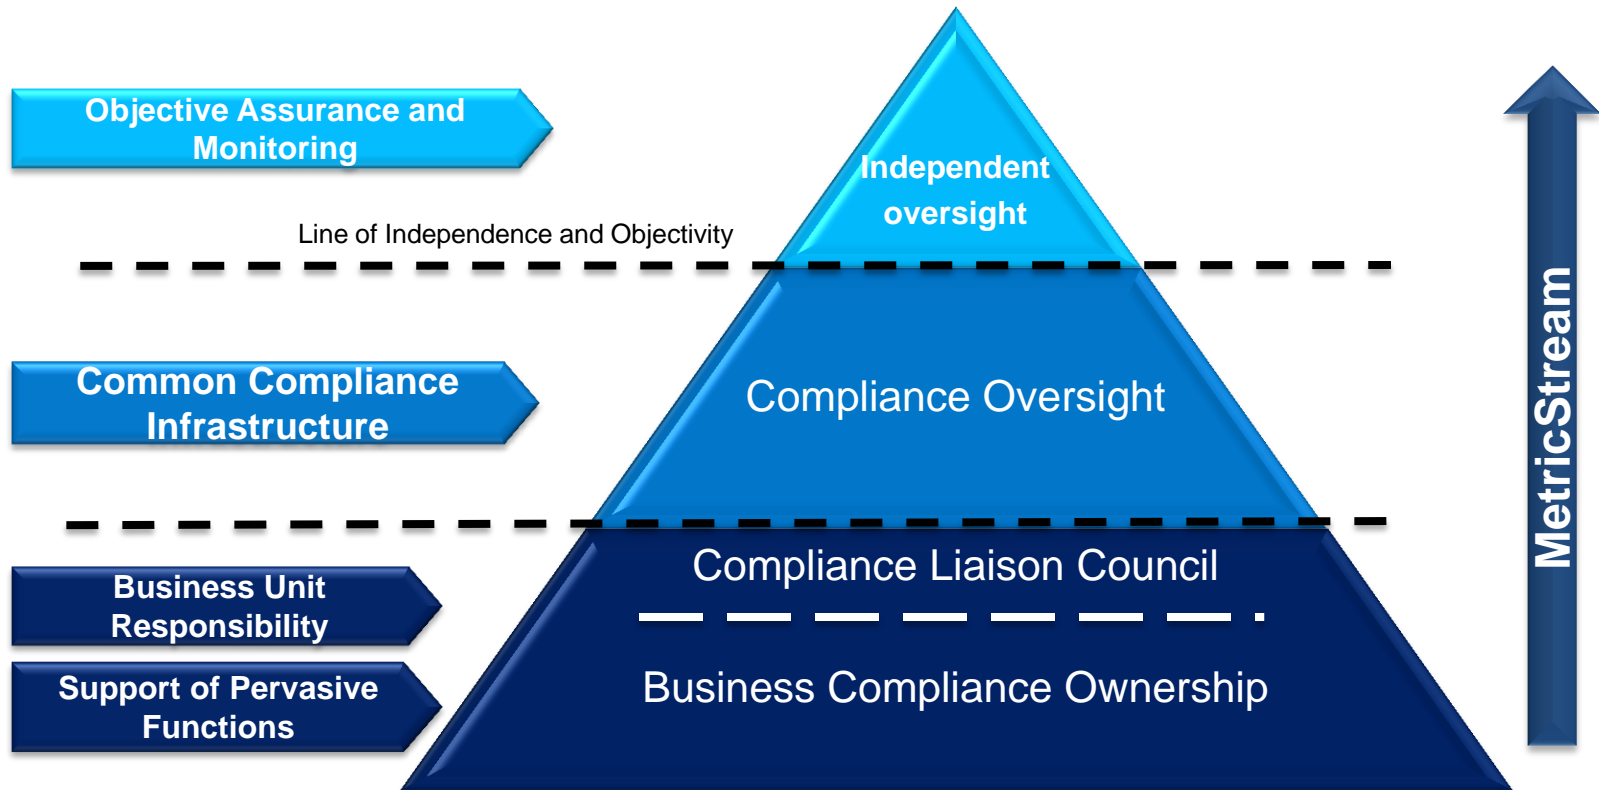 Objective Assurance and
Monitoring
Independent
oversight
Line of Independence and Objectivity
Common Compliance
Infrastructure
Compliance Oversight
Business Unit
Responsibility
Compliance Liaison Council
Support of Pervasive
Functions
Business Compliance Ownership
MetricStream